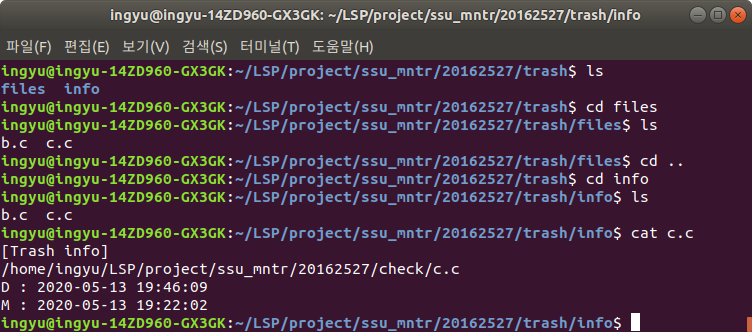 ingyu@ingyu-14ZD960-GX3GK: ~/LSP/project/ssu_mntr/20162527/trash/info
파일(F) 편집(E) 보기(V) 검색(S) 터미널(T) 도움말(H)
ingyu@ingyu-14ZD960-GX3GK:~/LSP/project/ssu_mntr/20162527/trash$ ls
files  info
ingyu@ingyu-14ZD960-GX3GK:~/LSP/project/ssu_mntr/20162527/trash$ cd files
ingyu@ingyu-14ZD960-GX3GK:~/LSP/project/ssu_mntr/20162527/trash/files$ ls
b.c  c.c
ingyu@ingyu-14ZD960-GX3GK:~/LSP/project/ssu_mntr/20162527/trash/files$ cd ..
ingyu@ingyu-14ZD960-GX3GK:~/LSP/project/ssu_mntr/20162527/trash$ cd info
ingyu@ingyu-14ZD960-GX3GK:~/LSP/project/ssu_mntr/20162527/trash/info$ ls
b.c  c.c
ingyu@ingyu-14ZD960-GX3GK:~/LSP/project/ssu_mntr/20162527/trash/info$ cat c.c
[Trash info]
/home/ingyu/LSP/project/ssu_mntr/20162527/check/c.c
D : 2020-05-13 19:46:09
M : 2020-05-13 19:22:02
ingyu@ingyu-14ZD960-GX3GK:~/LSP/project/ssu_mntr/20162527/trash/info$